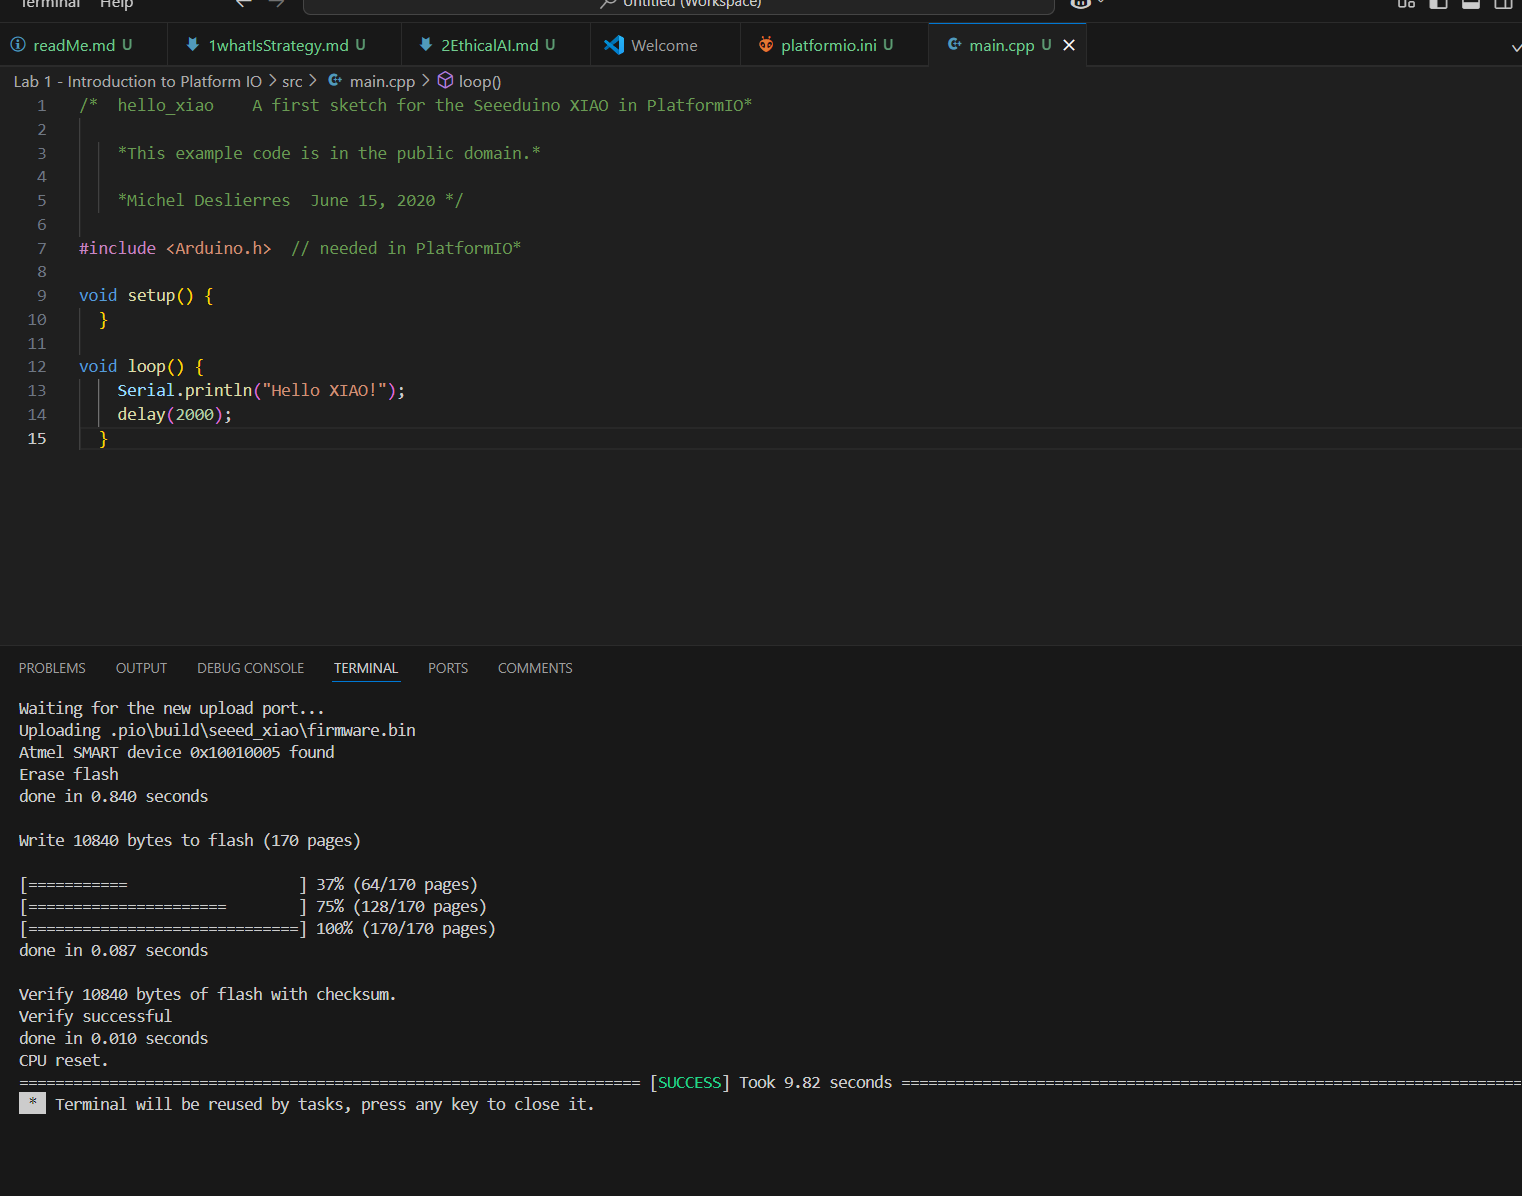 Terminal Help Untitled (Workspace)
readMe.md U 1whatIsStrategy.md U 2EthicalAI.md U Welcome platformio.ini U main.cpp U
Lab 1 - Introduction to Platform IO > src > main.cpp > loop()
1 /*  hello_xiao    A first sketch for the Seeeduino XIAO in PlatformIO*
2
3     *This example code is in the public domain.*
4
5     *Michel Deslierres  June 15, 2020 */
6
7 #include <Arduino.h>  // needed in PlatformIO*
8
9 void setup() {
10   }
11
12 void loop() {
13     Serial.println("Hello XIAO!");
14     delay(2000);
15   }
PROBLEMS OUTPUT DEBUG CONSOLE TERMINAL PORTS COMMENTS
Waiting for the new upload port...
Uploading .pio\build\seeed_xiao\firmware.bin
Atmel SMART device 0x10010005 found
Erase flash
done in 0.840 seconds
Write 10840 bytes to flash (170 pages)
[===========                   ] 37% (64/170 pages)
[======================        ] 75% (128/170 pages)
[==============================] 100% (170/170 pages)
done in 0.087 seconds
Verify 10840 bytes of flash with checksum.
Verify successful
done in 0.010 seconds
CPU reset.
===================================================================== [SUCCESS] Took 9.82 seconds =====================================================================
* Terminal will be reused by tasks, press any key to close it.